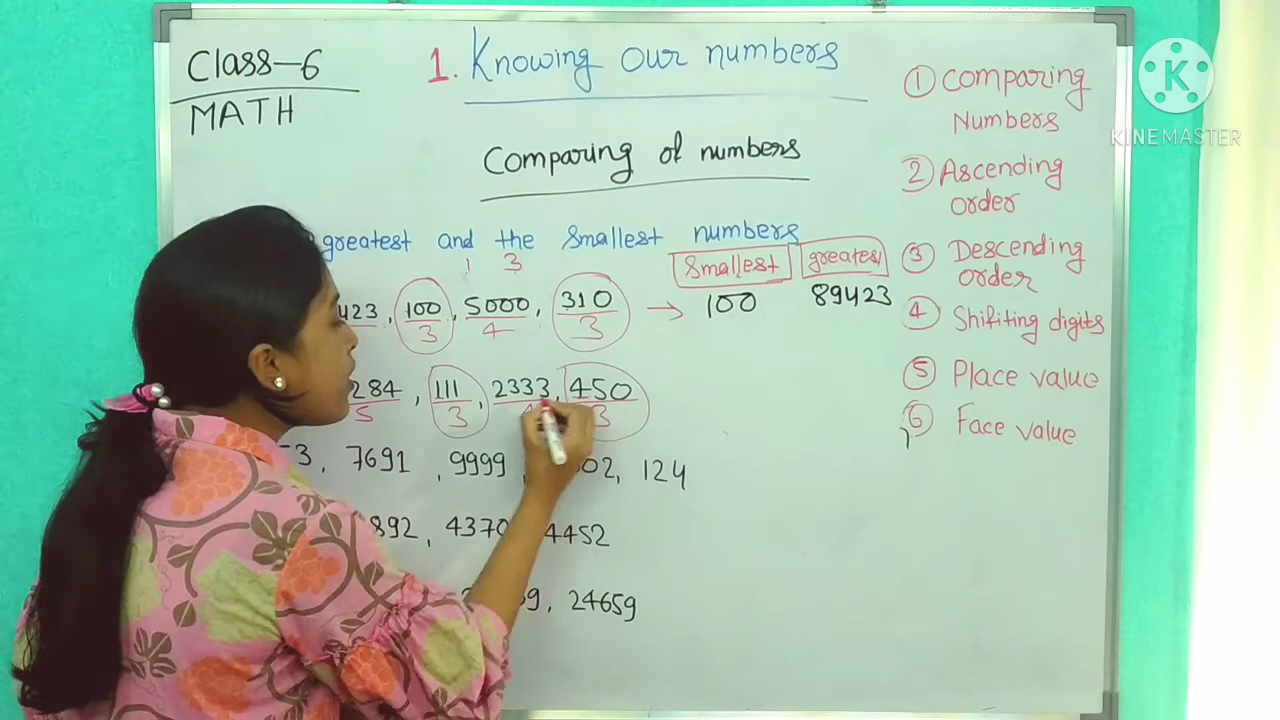 Class-6
MATH
1. Knowing our numbers
Comparing of numbers
greatest and the smallest numbers
1 3
smallest greatest
423, 100, 5000, 310 → 100 89423
3 4 3
284, 111, 2333, 450
5 3 3
3, 7691, 9999, 02, 124
892, 4370 4452
9, 24659
① Comparing
Numbers
② Ascending
order
③ Descending
order
④ Shifiting digits
⑤ Place value
⑥ Face value
K
KINEMASTER